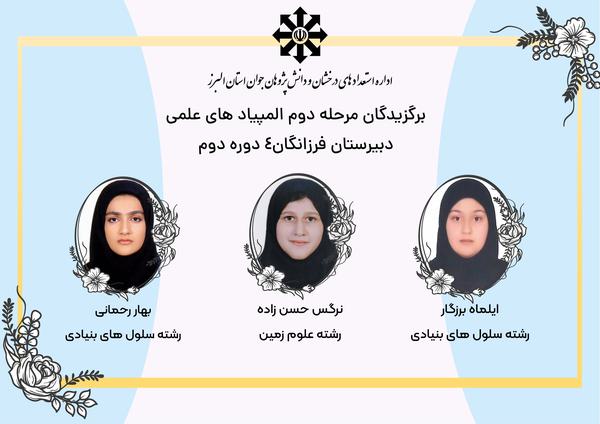 اداره استعدادهای درخشان و دانش پژوهان جوان استان البرز
برگزیدگان مرحله دوم المپیاد های علمی
دبیرستان فرزانگان٤ دوره دوم
ایلماه برزگار
رشته سلول های بنیادی
نرگس حسن زاده
رشته علوم زمین
بهار رحمانی
رشته سلول های بنیادی